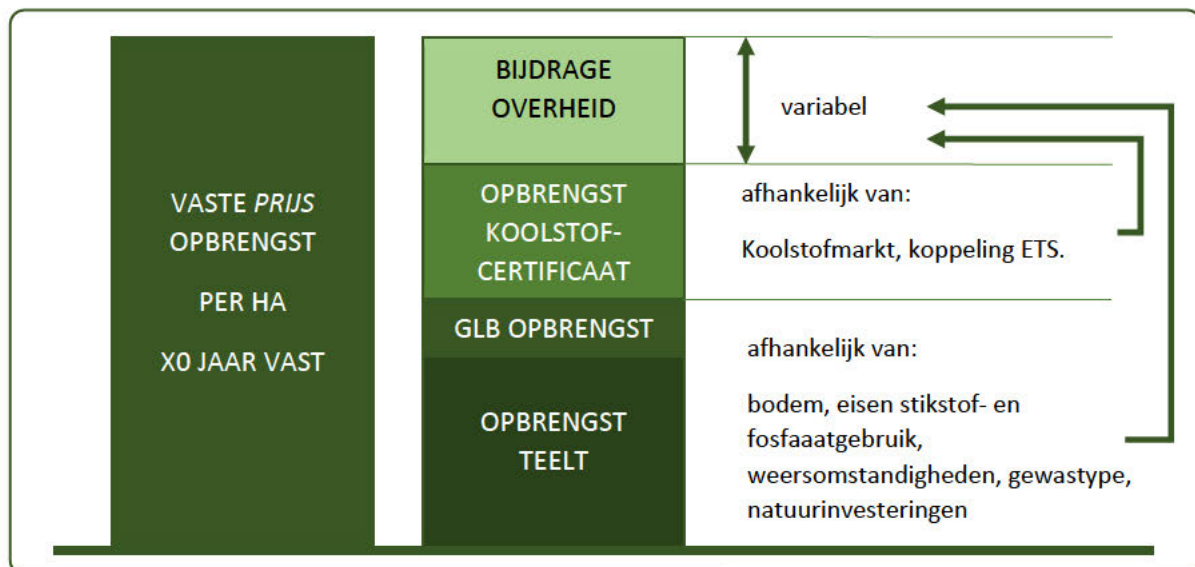 VASTE PRIJS
OPBRENGST
PER HA
X0 JAAR VAST
BIJDRAGE
OVERHEID
OPBRENGST
KOOLSTOF-
CERTIFICAAT
GLB OPBRENGST
OPBRENGST
TEELT
variabel
afhankelijk van:
Koolstofmarkt, koppeling ETS.
afhankelijk van:
bodem, eisen stikstof- en
fosfaaatgebruik,
weersomstandigheden, gewastype,
natuurinvesteringen